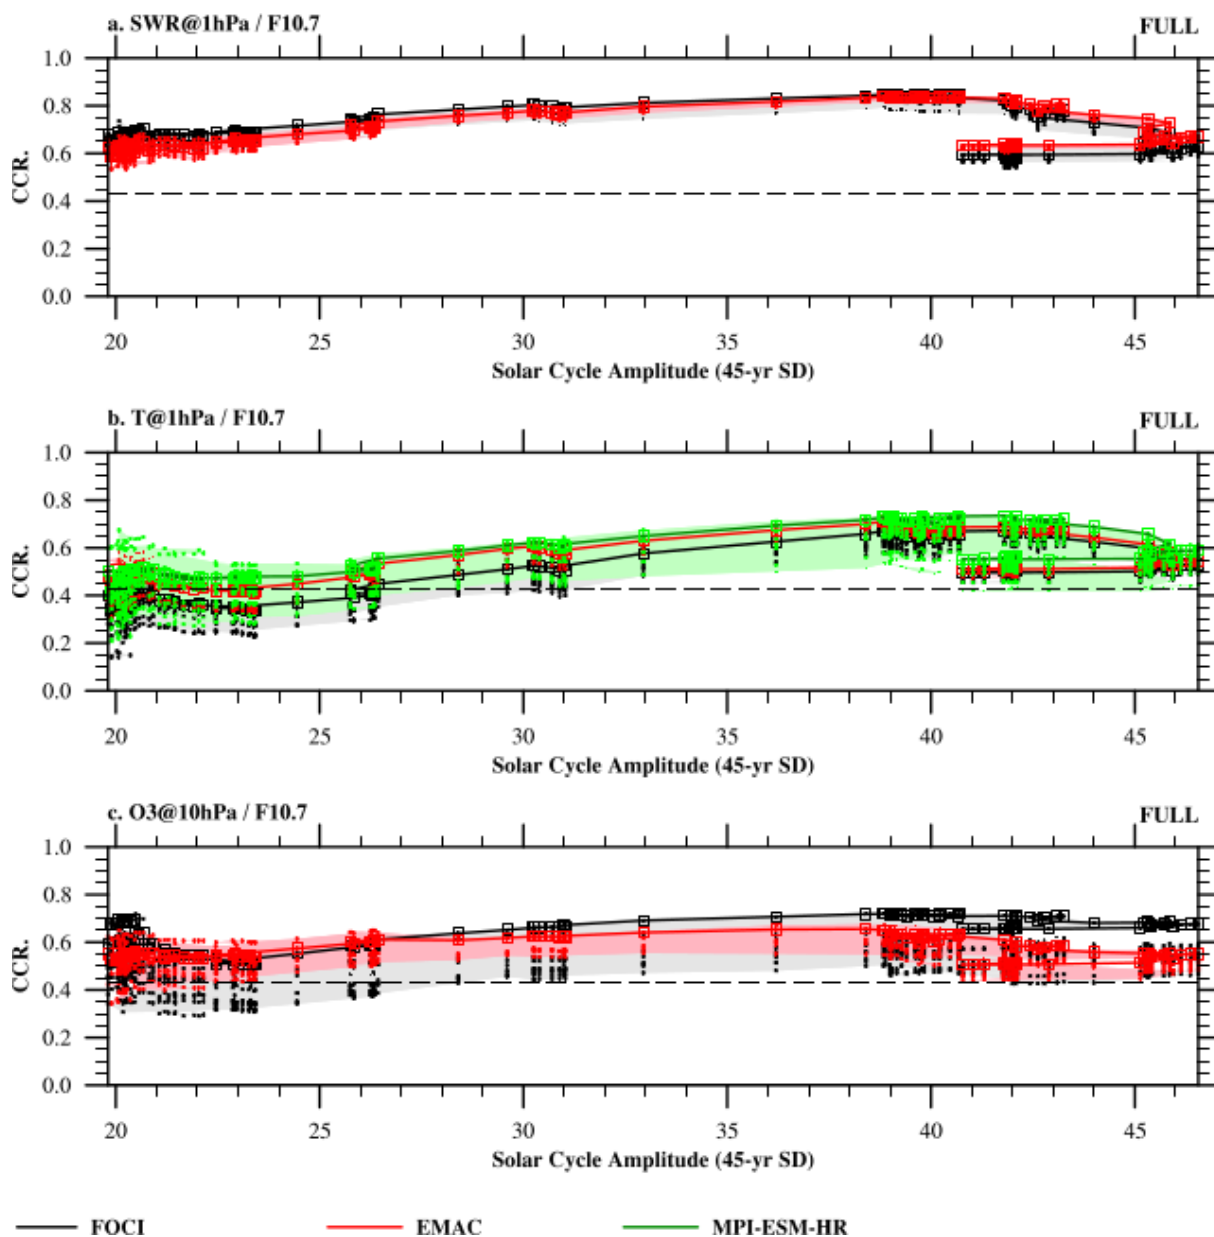 a. SWR@1hPa / F10.7 FULL
1.0
0.8
0.6
0.4
0.2
0.0
CCR.
20 25 30 35 40 45
Solar Cycle Amplitude (45-yr SD)
b. T@1hPa / F10.7 FULL
1.0
0.8
0.6
0.4
0.2
0.0
CCR.
20 25 30 35 40 45
Solar Cycle Amplitude (45-yr SD)
c. O3@10hPa / F10.7 FULL
1.0
0.8
0.6
0.4
0.2
0.0
CCR.
20 25 30 35 40 45
Solar Cycle Amplitude (45-yr SD)
FOCI EMAC MPI-ESM-HR